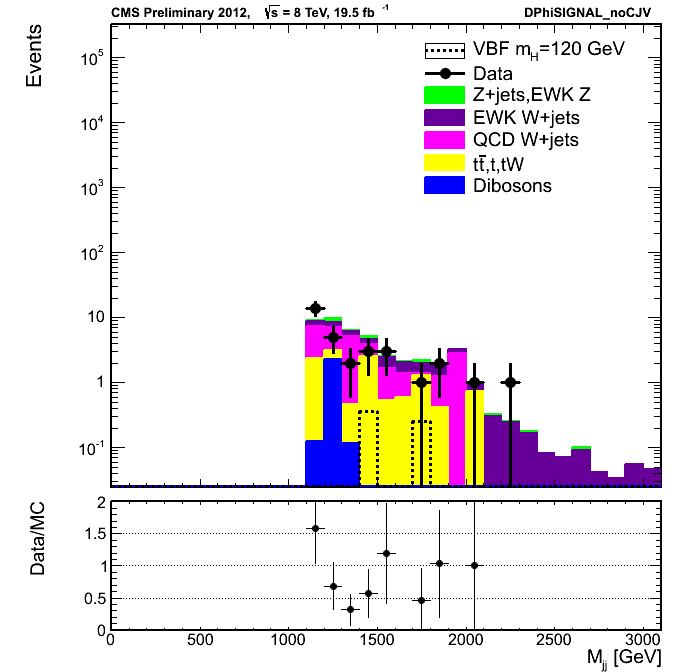 CMS Preliminary 2012, √s = 8 TeV, 19.5 fb⁻¹ DPhiSIGNAL_noCJV
Events
VBF m_H=120 GeV
Data
Z+jets,EWK Z
EWK W+jets
QCD W+jets
tt̄,t,tW
Dibosons
10⁵
10⁴
10³
10²
10
1
10⁻¹
Data/MC
2
1.5
1
0.5
0
0 500 1000 1500 2000 2500 3000
M_jj [GeV]